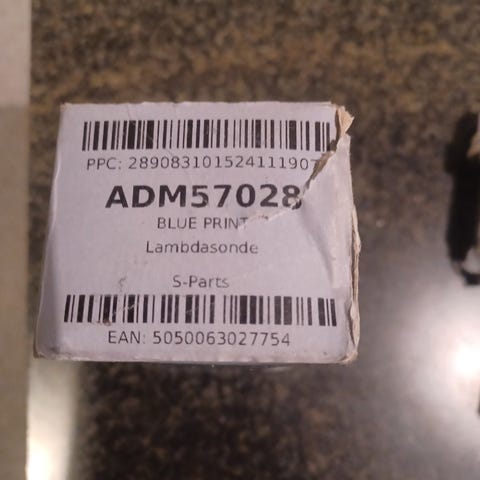 PPC: 289083101524111907
ADM57028
BLUE PRINT
Lambdasonde
S-Parts
EAN: 5050063027754